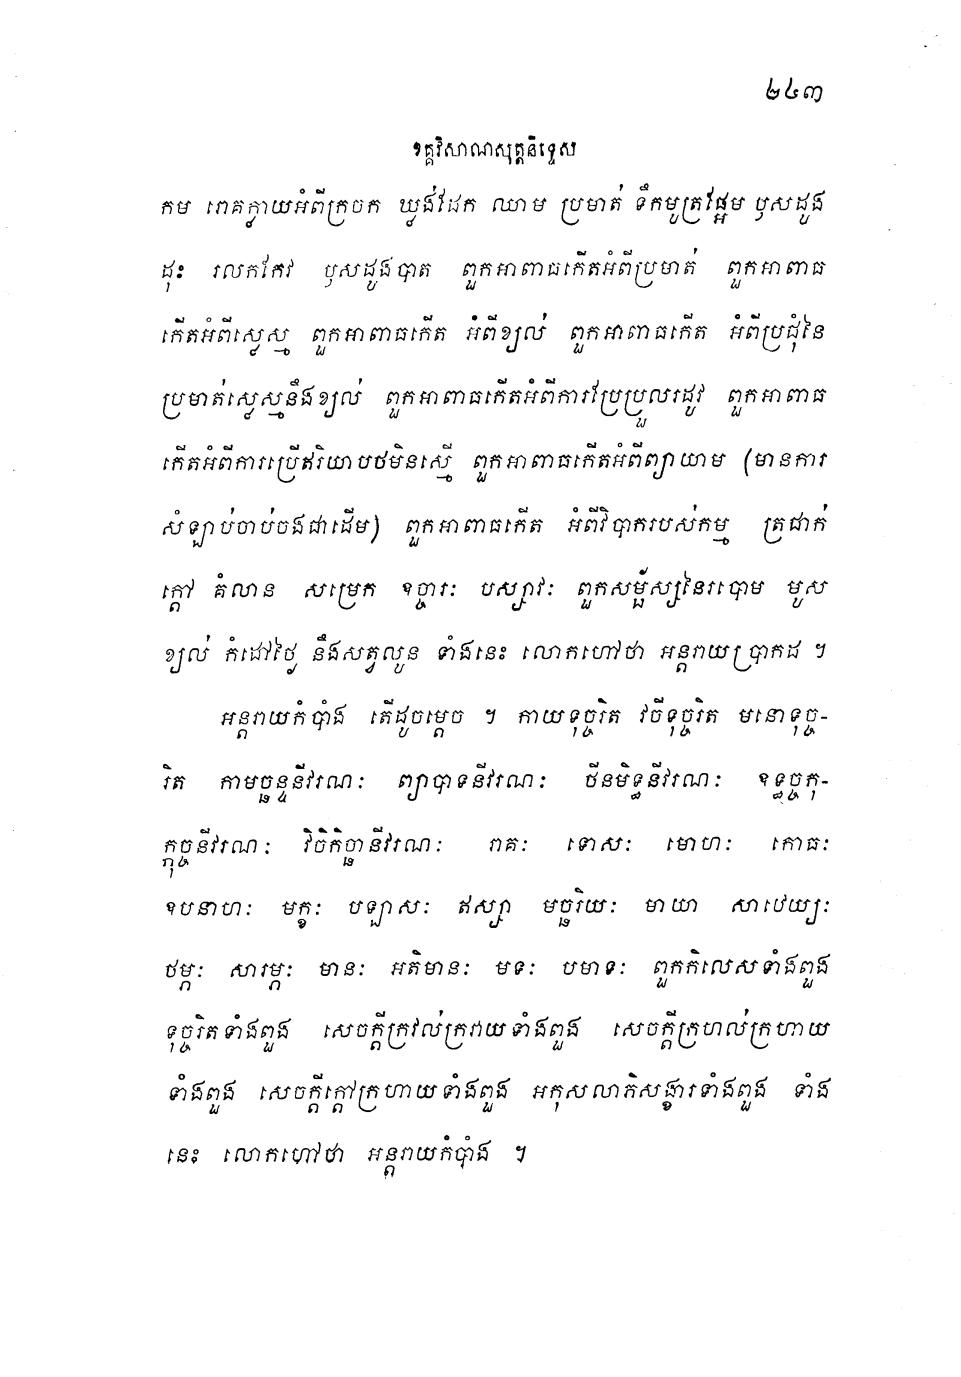 ២៤៣
ខគ្គវិសាណសុត្តនិទ្ទេស
កម រោគក្លាយអំពីក្រចក ឃ្លង់ដែក ឈាម ប្រមាត់ ទឹកមូត្រផ្អែម ឫសដូង
ដុះ រលកកែវ ឫសដូងបាត ពួកអាពាធកើតអំពីប្រមាត់ ពួកអាពាធ
កើតអំពីស្លេស្ម ពួកអាពាធកើត អំពីខ្យល់ ពួកអាពាធកើត អំពីប្រជុំនៃ
ប្រមាត់ស្លេស្មនឹងខ្យល់ ពួកអាពាធកើតអំពីការប្រែប្រួលរដូវ ពួកអាពាធ
កើតអំពីការប្រើឥរិយាបថមិនស្មើ ពួកអាពាធកើតអំពីព្យាយាម (មានការ
សំឡាប់ចាប់ចងជាដើម) ពួកអាពាធកើត អំពីវិបាករបស់កម្ម ត្រជាក់
ក្តៅ គំលាន សម្រេក ឧច្ចារៈ បស្សាវៈ ពួកសម្ផ័ស្សនៃរបោម មូស
ខ្យល់ កំដៅថ្ងៃ នឹងសត្វលូន ទាំងនេះ លោកហៅថា អន្តរាយប្រាកដ ។
អន្តរាយកំបាំង តើដូចម្តេច ។ កាយទុច្ចរិត វចីទុច្ចរិត មនោទុច្ច-
រិត កាមច្ឆន្ទនីវរណៈ ព្យាបាទនីវរណៈ ថីនមិទ្ធនីវរណៈ ឧទ្ធច្ចកុ-
ក្កុច្ចនីវរណៈ វិចិកិច្ឆានីវរណៈ រាគៈ ទោសៈ មោហៈ កោធៈ
ឧបនាហៈ មក្ខៈ បឡាសៈ ឥស្សា មច្ឆរិយៈ មាយា សាឋេយ្យៈ
ថម្ភៈ សារម្ភៈ មានៈ អតិមានៈ មទៈ បមាទៈ ពួកកិលេសទាំងពួង
ទុច្ចរិតទាំងពួង សេចក្តីក្រវល់ក្រវាយទាំងពួង សេចក្តីក្រហល់ក្រហាយ
ទាំងពួង សេចក្តីក្តៅក្រហាយទាំងពួង អកុសលាភិសង្ខារទាំងពួង ទាំង
នេះ លោកហៅថា អន្តរាយកំបាំង ។